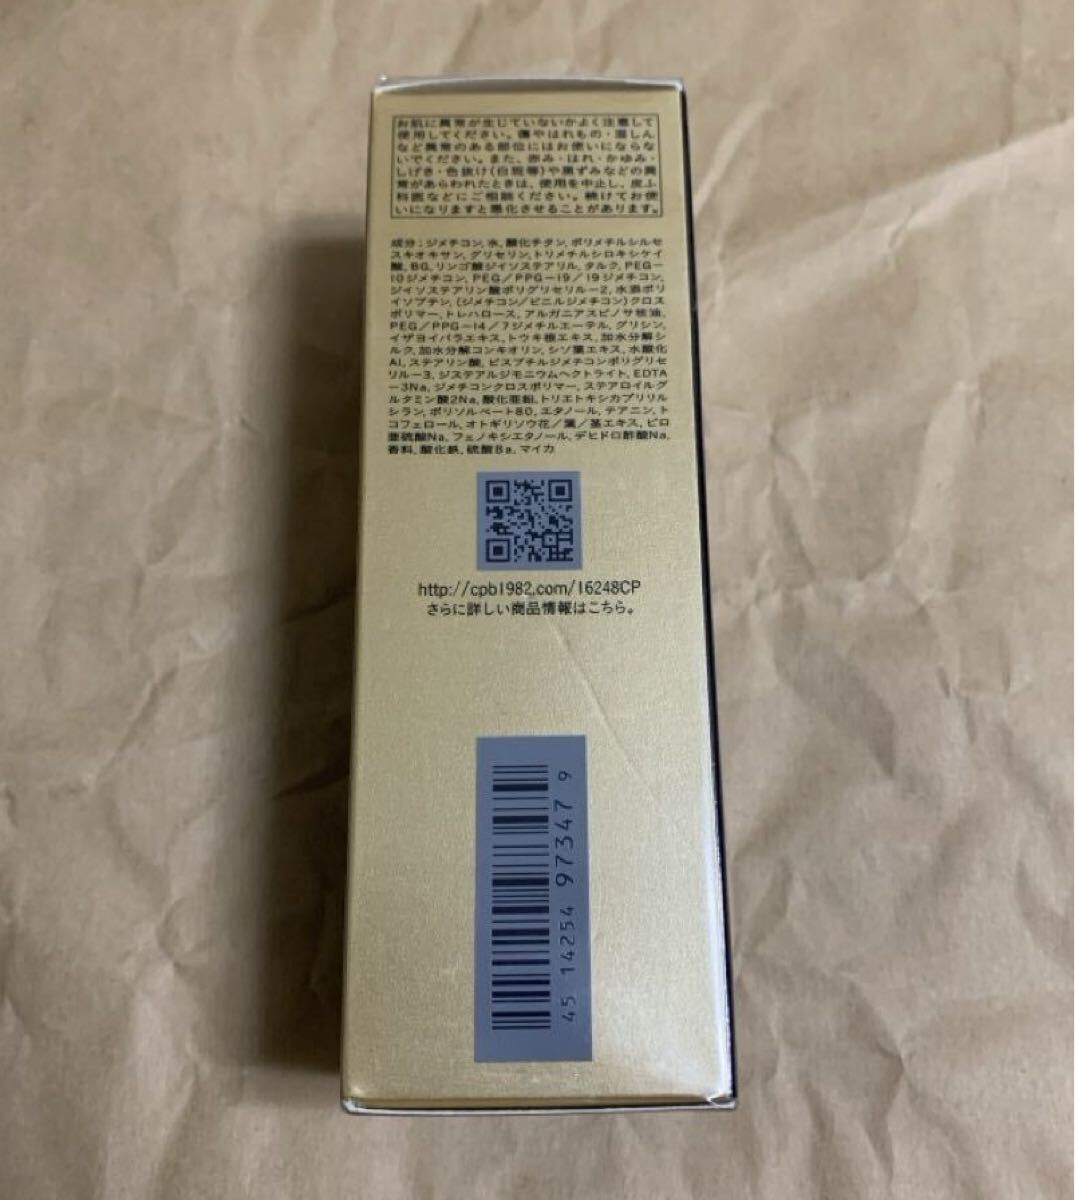 お肌に異常が生じていないかよく注意して
使用してください。傷やはれもの・湿しん
など異常のある部位にはお使いにならな
いでください。また、赤み・はれ・かゆみ・
しげき・色抜け(白斑等)や黒ずみなどの異
常があらわれたときは、使用を中止し、皮ふ
科医などにご相談ください。続けてお使
いになりますと悪化させることがあります。
成分:ジメチコン,水,酸化チタン,ポリメチルシルセ
スキオキサン,グリセリン,トリメチルシロキシケイ
酸,BG,リンゴ酸ジイソステアリル,タルク,PEG-
10ジメチコン,PEG/PPG-19/19ジメチコン,
ジイソステアリン酸ポリグリセリル-2,水添ポリ
イソブテン,(ジメチコン/ビニルジメチコン)クロス
ポリマー,トレハロース,アルガニアスピノサ核油,
PEG/PPG-14/7ジメチルエーテル,グリシン,
イザヨイバラエキス,トウキ根エキス,加水分解シ
ルク,加水分解コンキオリン,シソ葉エキス,水酸化
Al,ステアリン酸,ビスブチルジメチコンポリグリセ
リル-3,ジステアルジモニウムヘクトライト,EDTA
-3Na,ジメチコンクロスポリマー,ステアロイルグ
ルタミン酸2Na,酸化亜鉛,トリエトキシカプリリル
シラン,ポリソルベート80,エタノール,テアニン,ト
コフェロール,オトギリソウ花/葉/茎エキス,ピロ
亜硫酸Na,フェノキシエタノール,デヒドロ酢酸Na,
香料,酸化鉄,硫酸Ba,マイカ
http://cpb1982.com/16248CP
さらに詳しい商品情報はこちら。
45 14254 97347 9